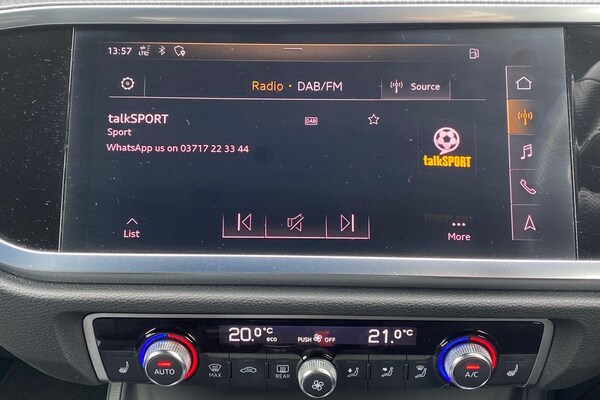 13:57 LTE
Radio • DAB/FM
Source
talkSPORT
DAB
Sport
WhatsApp us on 03717 22 33 44
talkSPORT
List
More
20.0°C
eco
PUSH OFF
21.0°C
AUTO
MAX
REAR
A/C